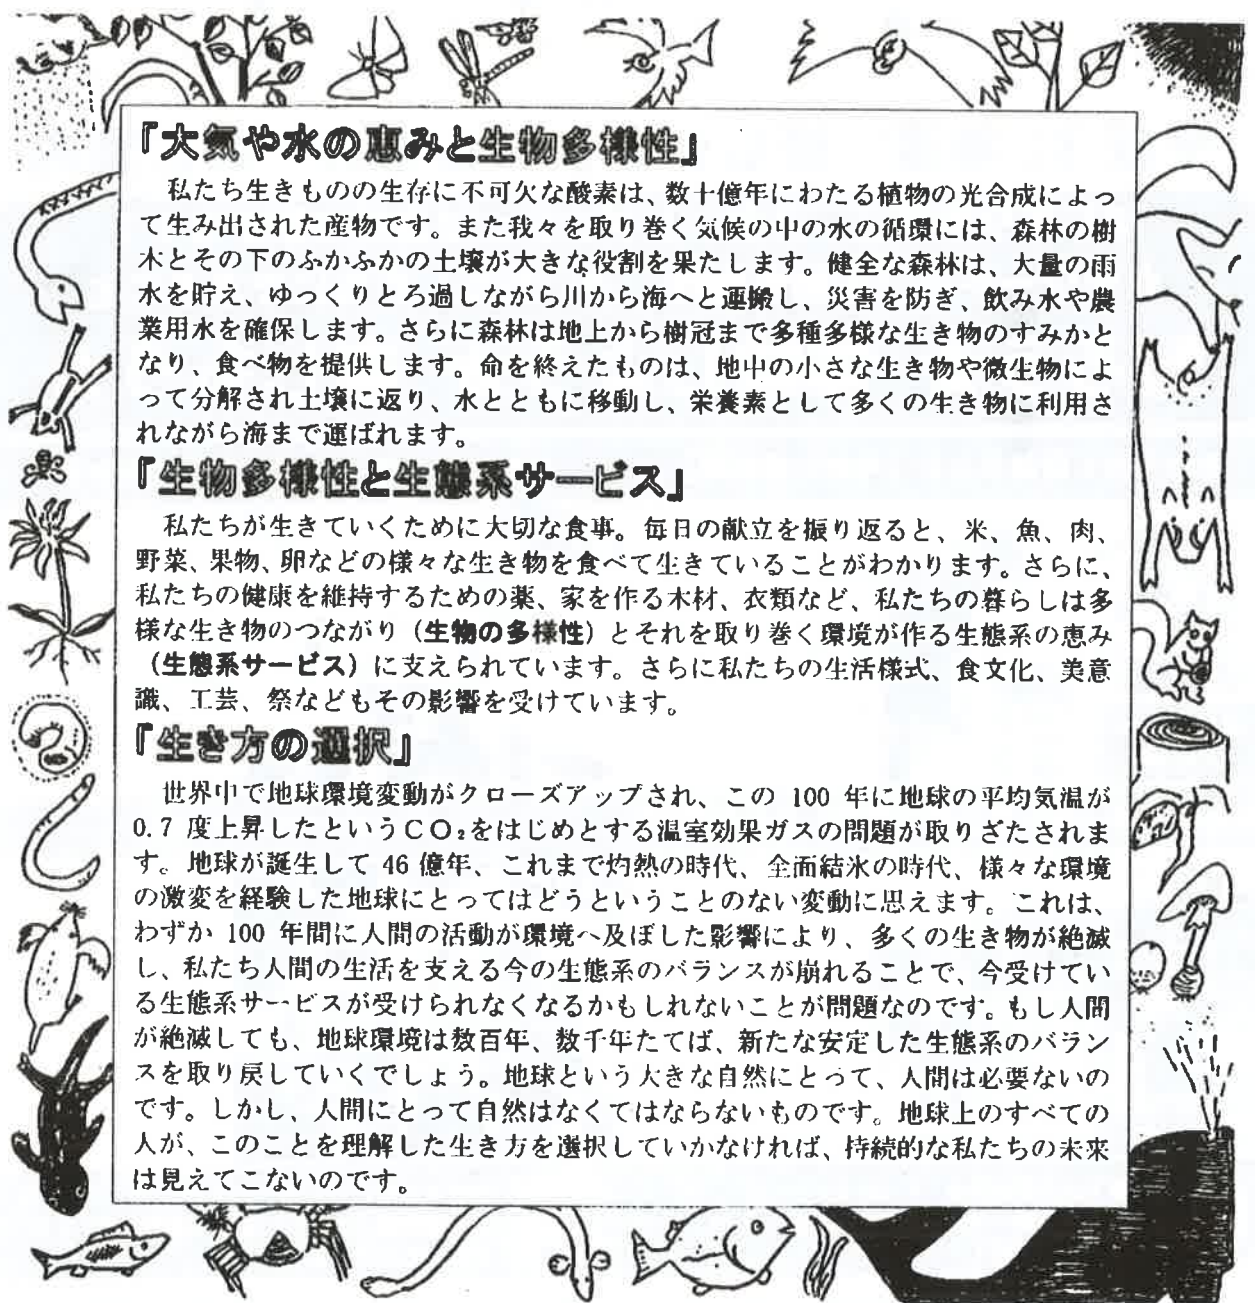 『大気や水の恵みと生物多様性』
私たち生きものの生存に不可欠な酸素は、数十億年にわたる植物の光合成によっ
て生み出された産物です。また我々を取り巻く気候の中の水の循環には、森林の樹
木とその下のふかふかの土壌が大きな役割を果たします。健全な森林は、大量の雨
水を貯え、ゆっくりとろ過しながら川から海へと運搬し、災害を防ぎ、飲み水や農
業用水を確保します。さらに森林は地上から樹冠まで多種多様な生き物のすみかと
なり、食べ物を提供します。命を終えたものは、地中の小さな生き物や微生物によ
って分解され土壌に返り、水とともに移動し、栄養素として多くの生き物に利用さ
れながら海まで運ばれます。
『生物多様性と生態系サービス』
私たちが生きていくために大切な食事。毎日の献立を振り返ると、米、魚、肉、
野菜、果物、卵などの様々な生き物を食べて生きていることがわかります。さらに、
私たちの健康を維持するための薬、家を作る木材、衣類など、私たちの暮らしは多
様な生き物のつながり（生物の多様性）とそれを取り巻く環境が作る生態系の恵み
（生態系サービス）に支えられています。さらに私たちの生活様式、食文化、美意
識、工芸、祭などもその影響を受けています。
『生き方の選択』
世界中で地球環境変動がクローズアップされ、この 100 年に地球の平均気温が
0.7 度上昇したというＣＯ₂をはじめとする温室効果ガスの問題が取りざたされま
す。地球が誕生して 46 億年、これまで灼熱の時代、全面結氷の時代、様々な環境
の激変を経験した地球にとってはどうということのない変動に思えます。これは、
わずか 100 年間に人間の活動が環境へ及ぼした影響により、多くの生き物が絶滅
し、私たち人間の生活を支える今の生態系のバランスが崩れることで、今受けてい
る生態系サービスが受けられなくなるかもしれないことが問題なのです。もし人間
が絶滅しても、地球環境は数百年、数千年たてば、新たな安定した生態系のバラン
スを取り戻していくでしょう。地球という大きな自然にとって、人間は必要ないの
です。しかし、人間にとって自然はなくてはならないものです。地球上のすべての
人が、このことを理解した生き方を選択していかなければ、持続的な私たちの未来
は見えてこないのです。